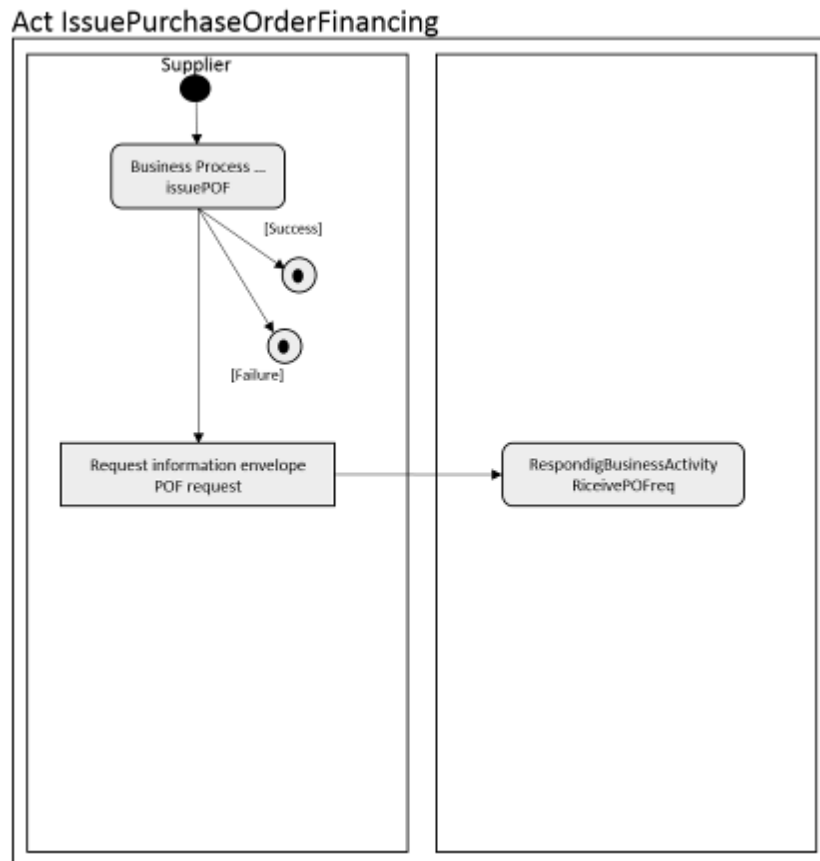 Act IssuePurchaseOrderFinancing
Supplier
Business Process ...
issuePOF
[Success]
[Failure]
Request information envelope
POF request
RespondigBusinessActivity
RiceivePOFreq